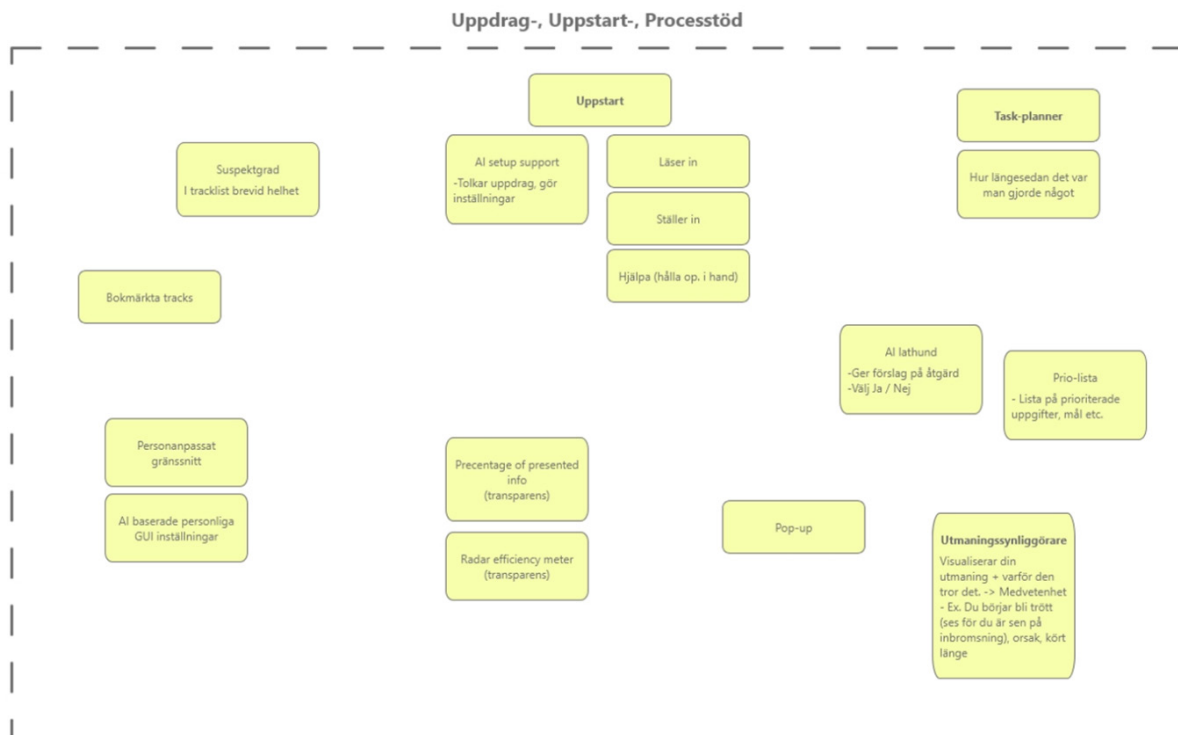 Uppdrag-, Uppstart-, Processtöd
Uppstart
Task-planner
Suspektgrad
I tracklist brevid helhet
AI setup support
-Tolkar uppdrag, gör
inställningar
Läser in
Hur längesedan det var
man gjorde något
Ställer in
Hjälpa (hålla op. i hand)
Bokmärkta tracks
AI lathund
-Ger förslag på åtgärd
-Välj Ja / Nej
Prio-lista
- Lista på prioriterade
uppgifter, mål etc.
Personanpassat
gränssnitt
Precentage of presented
info
(transparens)
AI baserade personliga
GUI inställningar
Pop-up
Radar efficiency meter
(transparens)
Utmaningssynliggörare
Visualiserar din
utmaning + varför den
tror det. -> Medvetenhet
- Ex. Du börjar bli trött
(ses för du är sen på
inbromsning), orsak, kört
länge